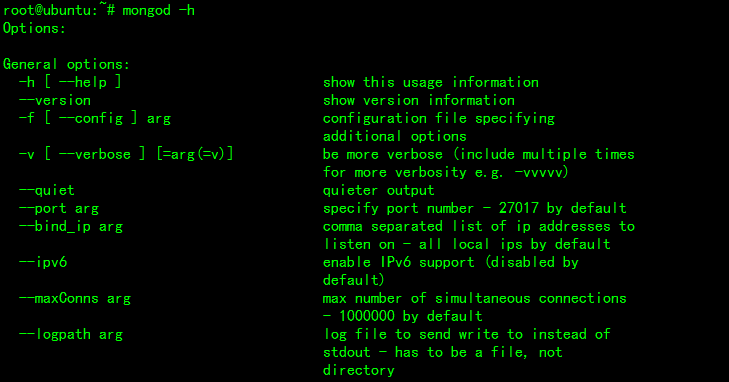 root@ubuntu:~# mongod -h
Options:

General options:
  -h [ --help ]                         show this usage information
  --version                             show version information
  -f [ --config ] arg                   configuration file specifying
                                        additional options
  -v [ --verbose ] [=arg(=v)]           be more verbose (include multiple times
                                        for more verbosity e.g. -vvvvv)
  --quiet                               quieter output
  --port arg                            specify port number - 27017 by default
  --bind_ip arg                         comma separated list of ip addresses to
                                        listen on - all local ips by default
  --ipv6                                enable IPv6 support (disabled by
                                        default)
  --maxConns arg                        max number of simultaneous connections
                                        - 1000000 by default
  --logpath arg                         log file to send write to instead of
                                        stdout - has to be a file, not
                                        directory